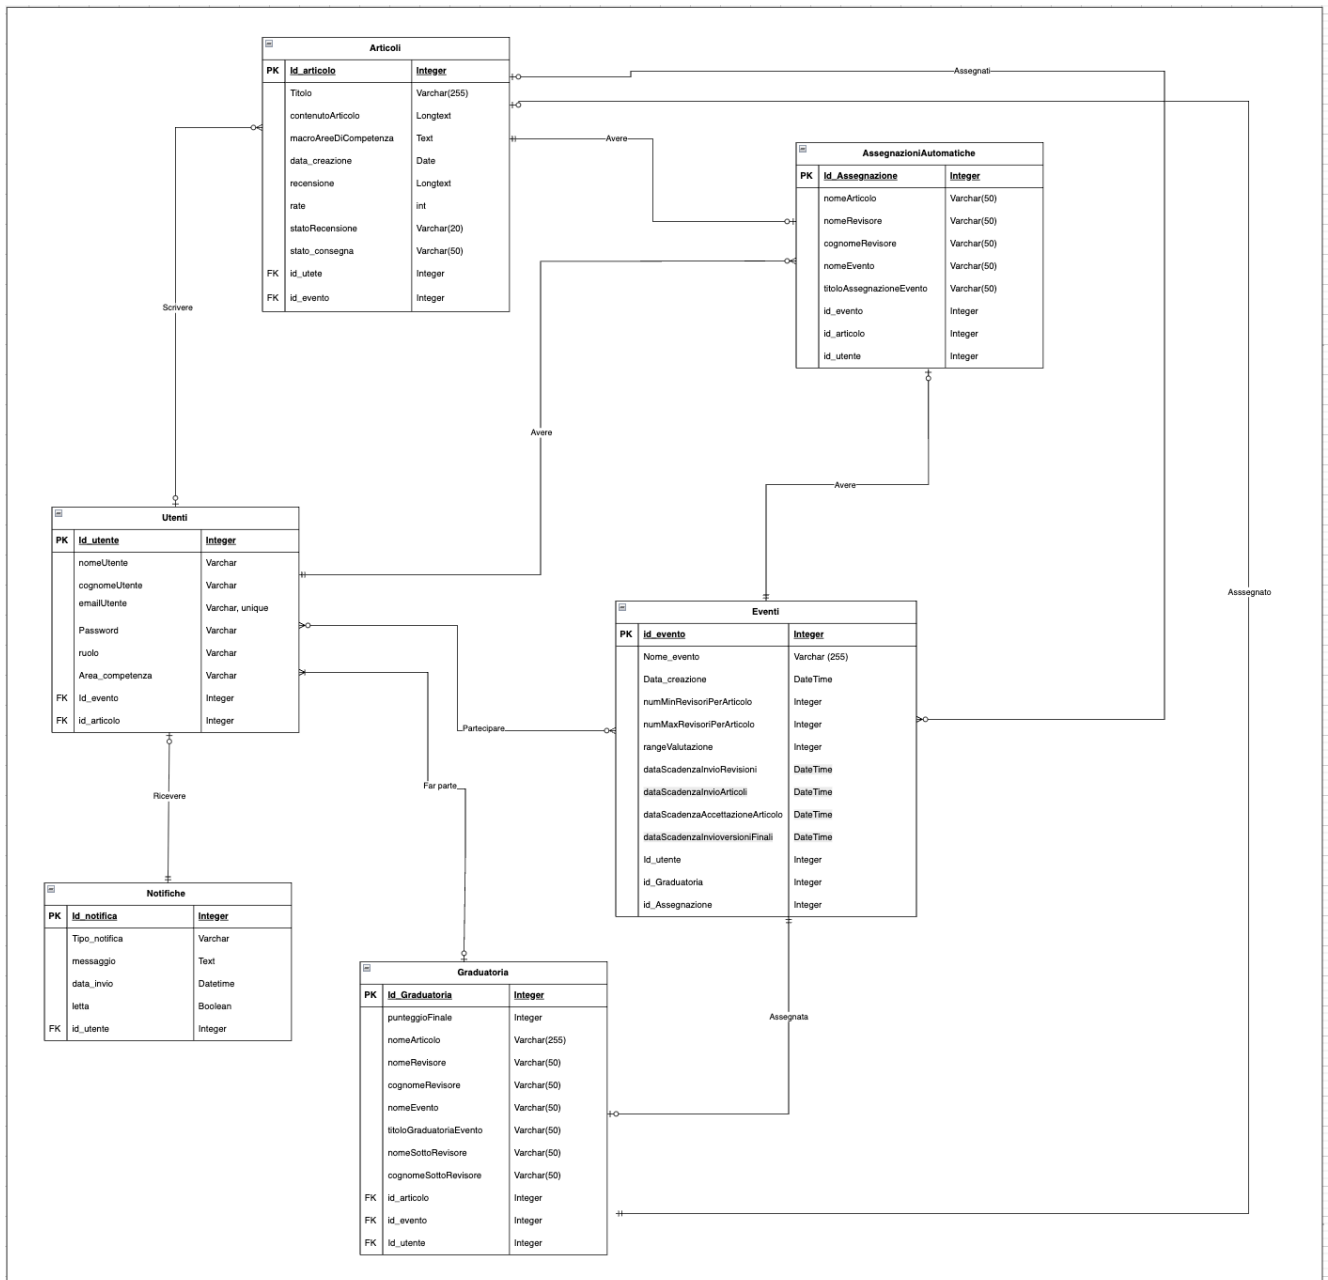 Articoli
PK Id_articolo Integer
Titolo Varchar(255)
contenutoArticolo Longtext
macroAreeDiCompetenza Text
data_creazione Date
recensione Longtext
rate int
statoRecensione Varchar(20)
stato_consegna Varchar(50)
FK id_utete Integer
FK id_evento Integer
Assegnati
Avere
AssegnazioniAutomatiche
PK Id_Assegnazione Integer
nomeArticolo Varchar(50)
nomeRevisore Varchar(50)
cognomeRevisore Varchar(50)
nomeEvento Varchar(50)
titoloAssegnazioneEvento Varchar(50)
id_evento Integer
id_articolo Integer
id_utente Integer
Scrivere
Avere
Avere
Asssegnato
Utenti
PK Id_utente Integer
nomeUtente Varchar
cognomeUtente Varchar
emailUtente Varchar, unique
Password Varchar
ruolo Varchar
Area_competenza Varchar
FK Id_evento Integer
FK id_articolo Integer
Eventi
PK id_evento Integer
Nome_evento Varchar (255)
Data_creazione DateTime
numMinRevisoriPerArticolo Integer
numMaxRevisoriPerArticolo Integer
rangeValutazione Integer
dataScadenzaInvioRevisioni DateTime
dataScadenzaInvioArticoli DateTime
dataScadenzaAccettazioneArticolo DateTime
dataScadenzaInvioversioniFinali DateTime
Id_utente Integer
id_Graduatoria Integer
id_Assegnazione Integer
Partecipare
Far parte
Ricevere
Notifiche
PK Id_notifica Integer
Tipo_notifica Varchar
messaggio Text
data_invio Datetime
letta Boolean
FK id_utente Integer
Graduatoria
PK Id_Graduatoria Integer
punteggioFinale Integer
nomeArticolo Varchar(255)
nomeRevisore Varchar(50)
cognomeRevisore Varchar(50)
nomeEvento Varchar(50)
titoloGraduatoriaEvento Varchar(50)
nomeSottoRevisore Varchar(50)
cognomeSottoRevisore Varchar(50)
FK id_articolo Integer
FK id_evento Integer
FK Id_utente Integer
Assegnata